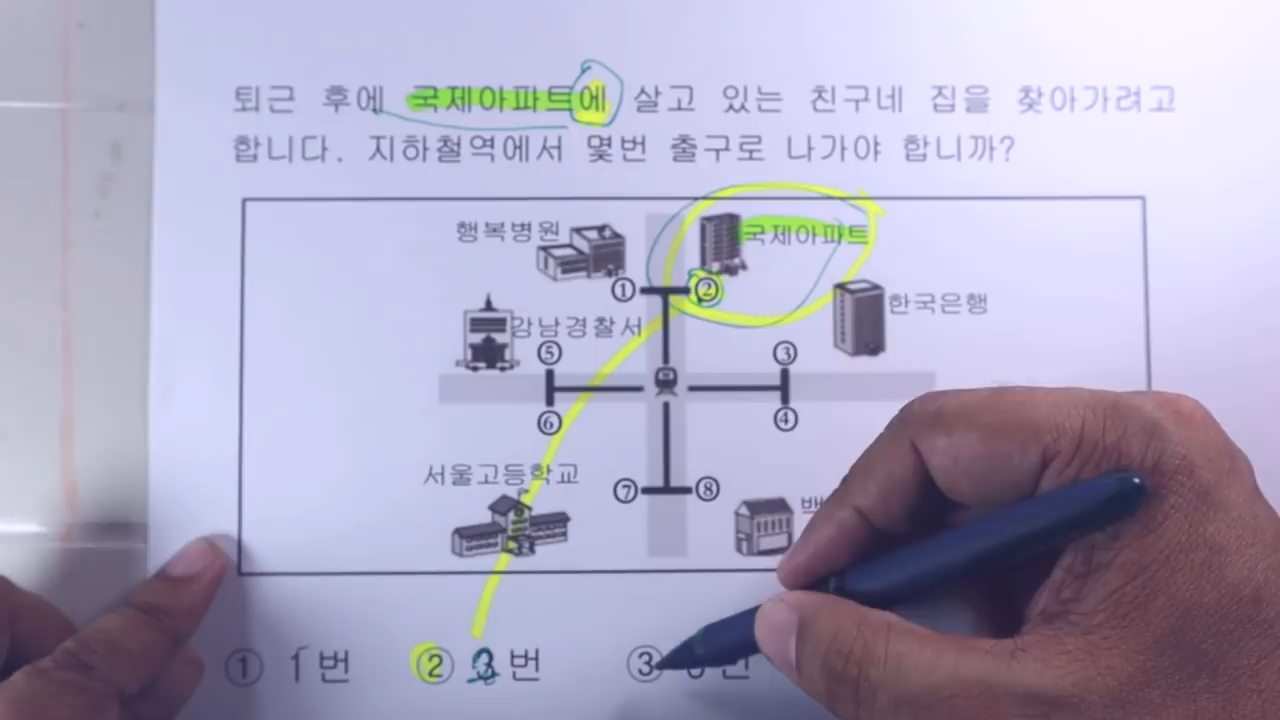 퇴근 후에 국제아파트에 살고 있는 친구네 집을 찾아가려고
합니다. 지하철역에서 몇번 출구로 나가야 합니까?
행복병원
국제아파트
① ②
한국은행
강남경찰서
⑤ ③
⑥ ④
서울고등학교
⑦ ⑧
① 1번 ② 번 ③ 번